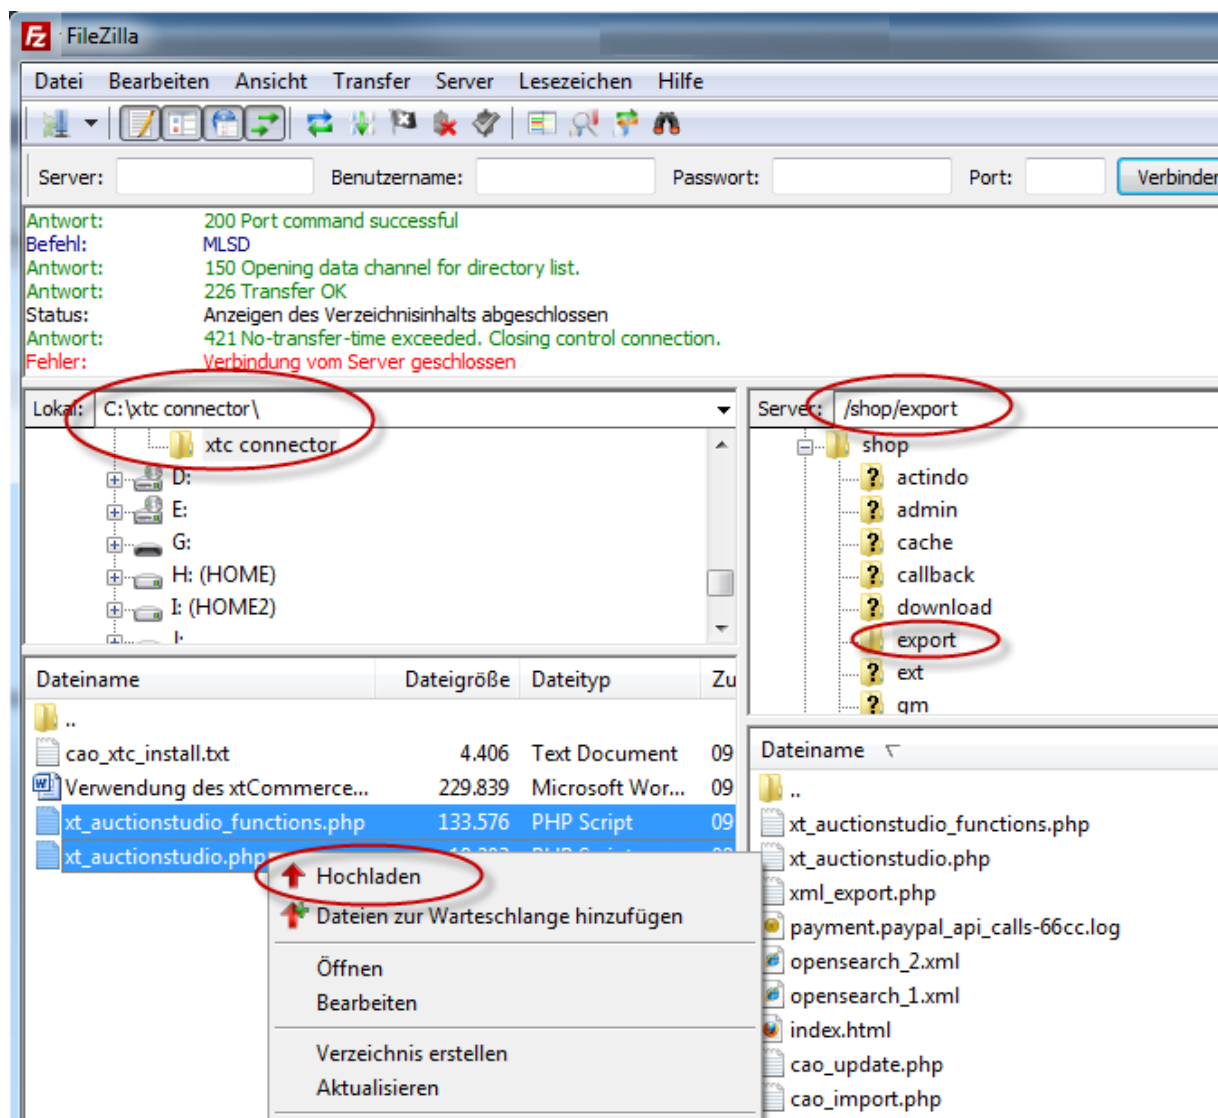 FileZilla
Datei Bearbeiten Ansicht Transfer Server Lesezeichen Hilfe
Server: Benutzername: Passwort: Port: Verbinden
Antwort: 200 Port command successful
Befehl: MLSD
Antwort: 150 Opening data channel for directory list.
Antwort: 226 Transfer OK
Status: Anzeigen des Verzeichnisinhalts abgeschlossen
Antwort: 421 No-transfer-time exceeded. Closing control connection.
Fehler: Verbindung vom Server geschlossen
Lokal: C:\xtc connector\
xtc connector
D:
E:
G:
H: (HOME)
I: (HOME2)
Dateiname Dateigröße Dateityp Zu
..
cao_xtc_install.txt 4.406 Text Document 09
Verwendung des xtCommerce... 229.839 Microsoft Wor... 09
xt_auctionstudio_functions.php 133.576 PHP Script 09
xt_auctionstudio.php
Hochladen
Dateien zur Warteschlange hinzufügen
Öffnen
Bearbeiten
Verzeichnis erstellen
Aktualisieren
Server: /shop/export
shop
actindo
admin
cache
callback
download
export
ext
gm
Dateiname
..
xt_auctionstudio_functions.php
xt_auctionstudio.php
xml_export.php
payment.paypal_api_calls-66cc.log
opensearch_2.xml
opensearch_1.xml
index.html
cao_update.php
cao_import.php